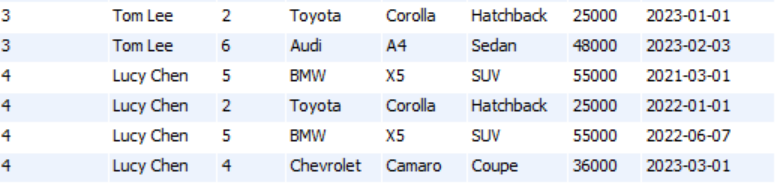 3 Tom Lee 2 Toyota Corolla Hatchback 25000 2023-01-01
3 Tom Lee 6 Audi A4 Sedan 48000 2023-02-03
4 Lucy Chen 5 BMW X5 SUV 55000 2021-03-01
4 Lucy Chen 2 Toyota Corolla Hatchback 25000 2022-01-01
4 Lucy Chen 5 BMW X5 SUV 55000 2022-06-07
4 Lucy Chen 4 Chevrolet Camaro Coupe 36000 2023-03-01